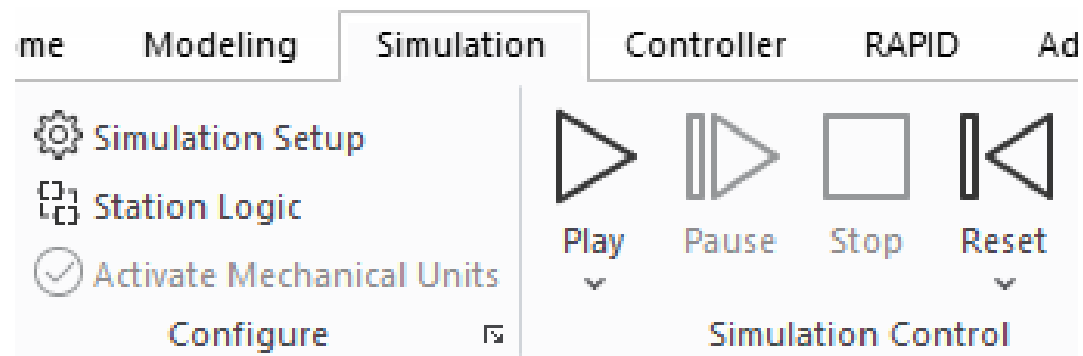 me Modeling Simulation Controller RAPID Ad
Simulation Setup
Station Logic
Activate Mechanical Units
Configure
Play Pause Stop Reset
Simulation Control